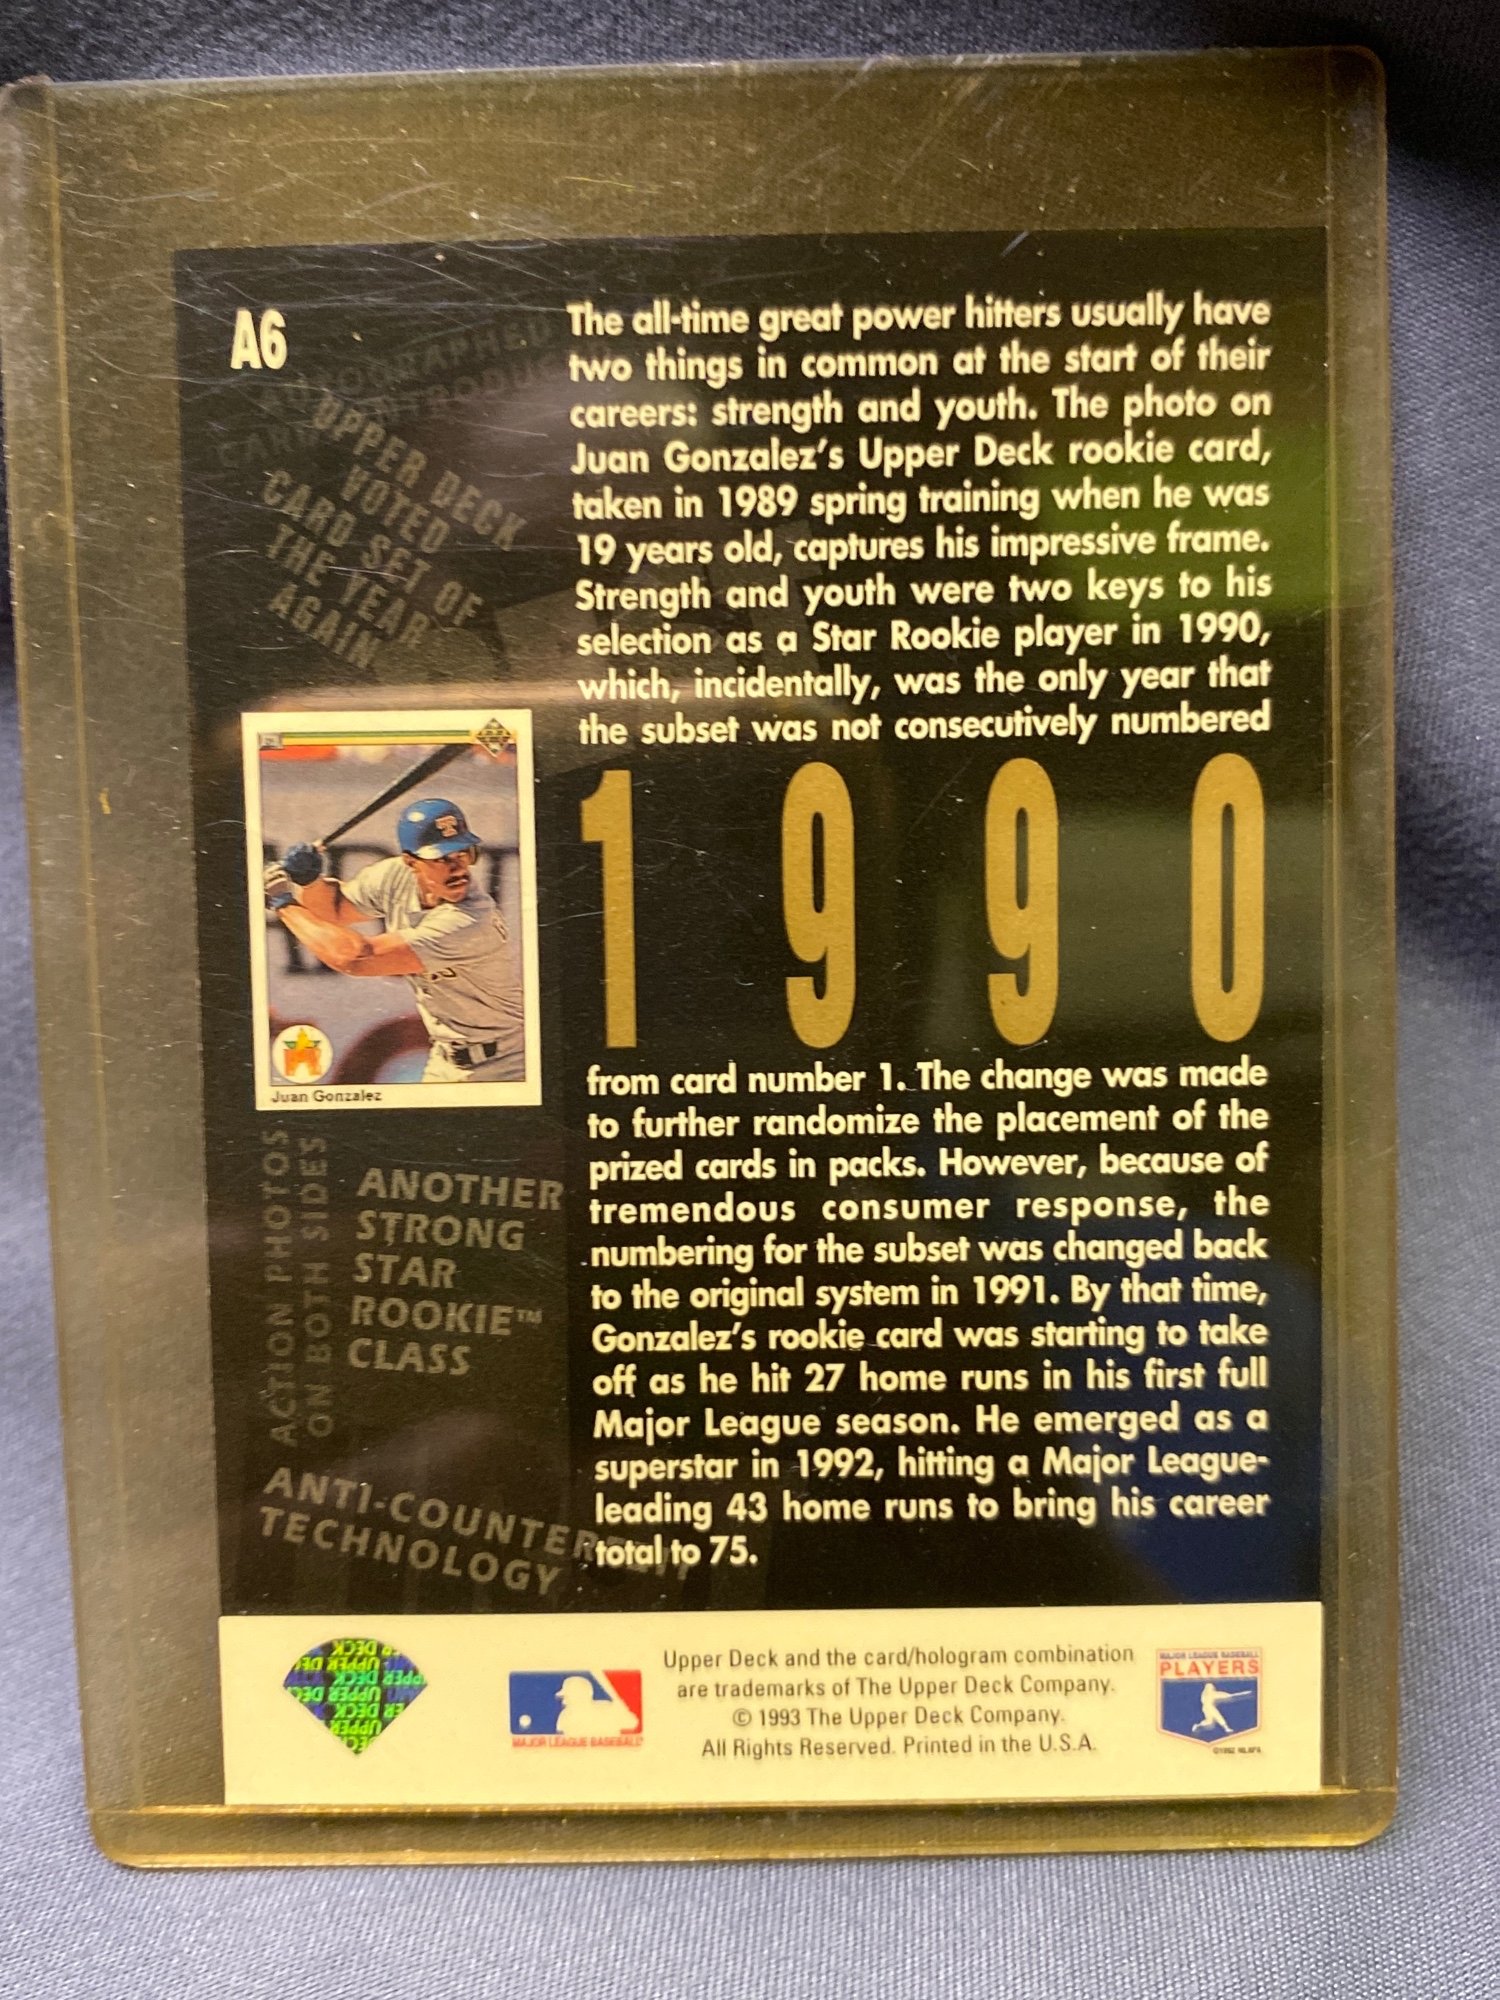 A6
UPPER DECK
VOTED
CARD SET OF
THE YEAR
AGAIN.
The all-time great power hitters usually have
two things in common at the start of their
careers: strength and youth. The photo on
Juan Gonzalez's Upper Deck rookie card,
taken in 1989 spring training when he was
19 years old, captures his impressive frame.
Strength and youth were two keys to his
selection as a Star Rookie player in 1990,
which, incidentally, was the only year that
the subset was not consecutively numbered
1990
from card number 1. The change was made
to further randomize the placement of the
prized cards in packs. However, because of
tremendous consumer response, the
numbering for the subset was changed back
to the original system in 1991. By that time,
Gonzalez's rookie card was starting to take
off as he hit 27 home runs in his first full
Major League season. He emerged as a
superstar in 1992, hitting a Major League-
leading 43 home runs to bring his career
total to 75.
T
Juan Gonzalez
ACTION PHOTOS
ON BOTH SIDES
ANOTHER
STRONG
STAR
ROOKIE™
CLASS
ANTI-COUNTERFEIT
TECHNOLOGY
UPPER DECK
MAJOR LEAGUE BASEBALL
Upper Deck and the card/hologram combination
are trademarks of The Upper Deck Company.
© 1993 The Upper Deck Company.
All Rights Reserved. Printed in the U.S.A.
MAJOR LEAGUE BASEBALL
PLAYERS
©1992 MLBPA